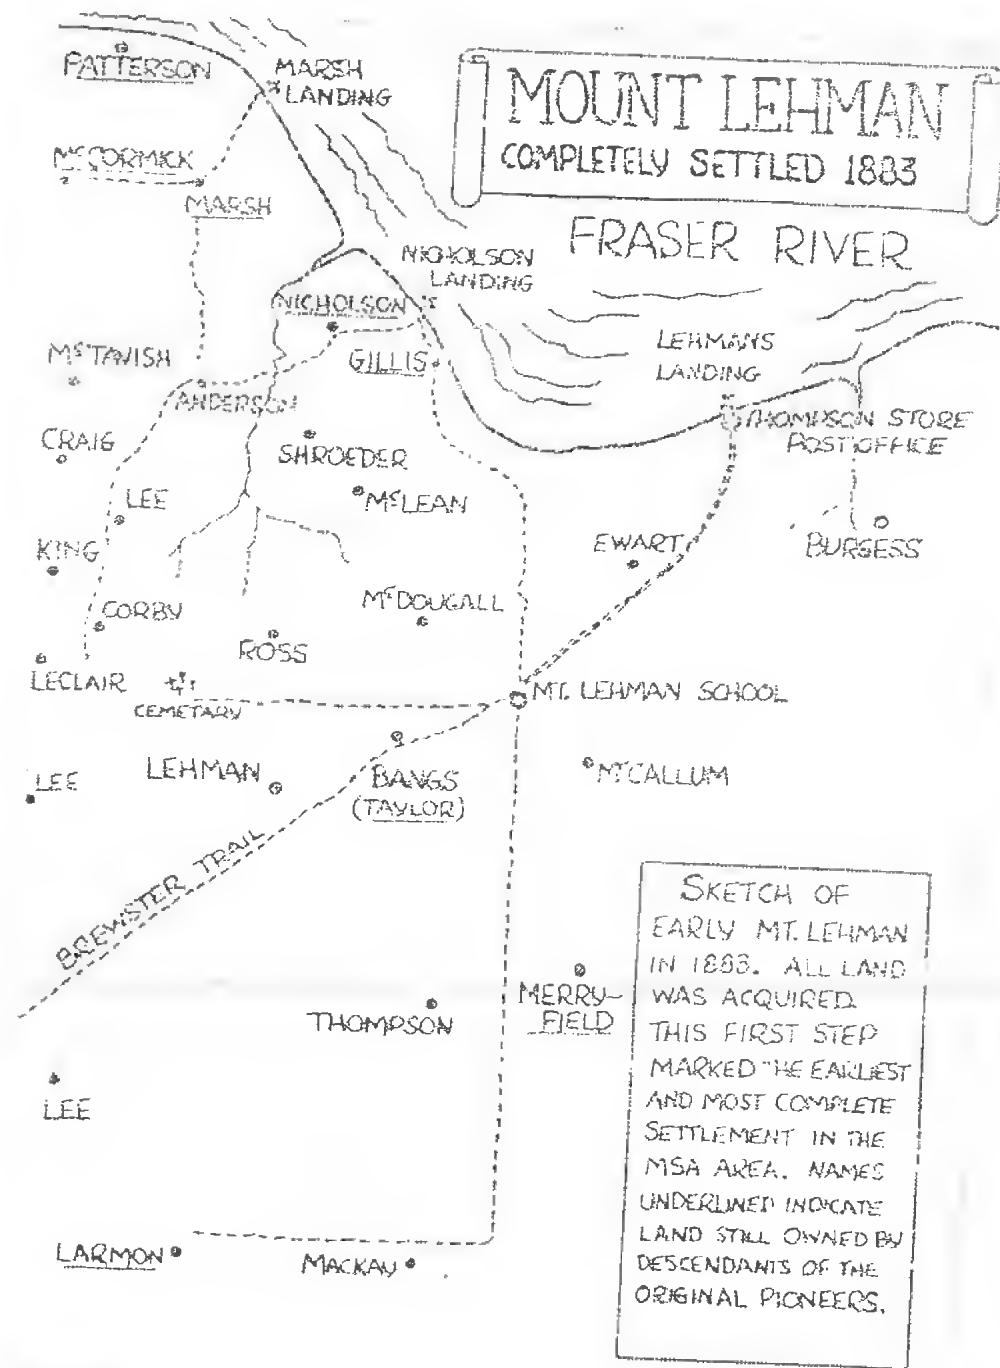 PATTERSON
MARSH
LANDING
MOUNT LEHMAN
COMPLETELY SETTLED 1883
McCORMICK
MARSH
FRASER RIVER
NICHOLSON
LANDING
NICHOLSON
GILLIS
LEHMANS
LANDING
McTAVISH
ANDERSON
THOMPSON STORE
POST OFFICE
CRAIG
SHROEDER
LEE
McLEAN
KING
EWART
BURGESS
CORBY
McDOUGALL
ROSS
LECLAIR
CEMETARY
MT. LEHMAN SCHOOL
LEE
LEHMAN
BANGS
(TAYLOR)
McCALLUM
BREWSTER TRAIL
THOMPSON
MERRY-
FIELD
LEE
LARMON
MACKAY
SKETCH OF
EARLY MT. LEHMAN
IN 1883. ALL LAND
WAS ACQUIRED.
THIS FIRST STEP
MARKED THE EARLIEST
AND MOST COMPLETE
SETTLEMENT IN THE
MSA AREA. NAMES
UNDERLINED INDICATE
LAND STILL OWNED BY
DESCENDANTS OF THE
ORIGINAL PIONEERS.